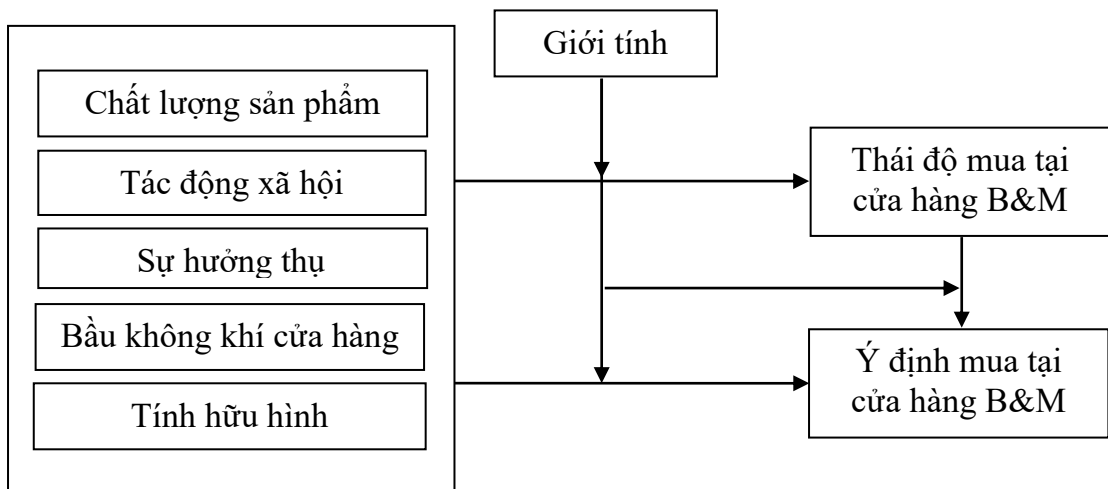 Giới tính
Chất lượng sản phẩm
Tác động xã hội
Sự hưởng thụ
Bầu không khí cửa hàng
Tính hữu hình
Thái độ mua tại
cửa hàng B&M
Ý định mua tại
cửa hàng B&M